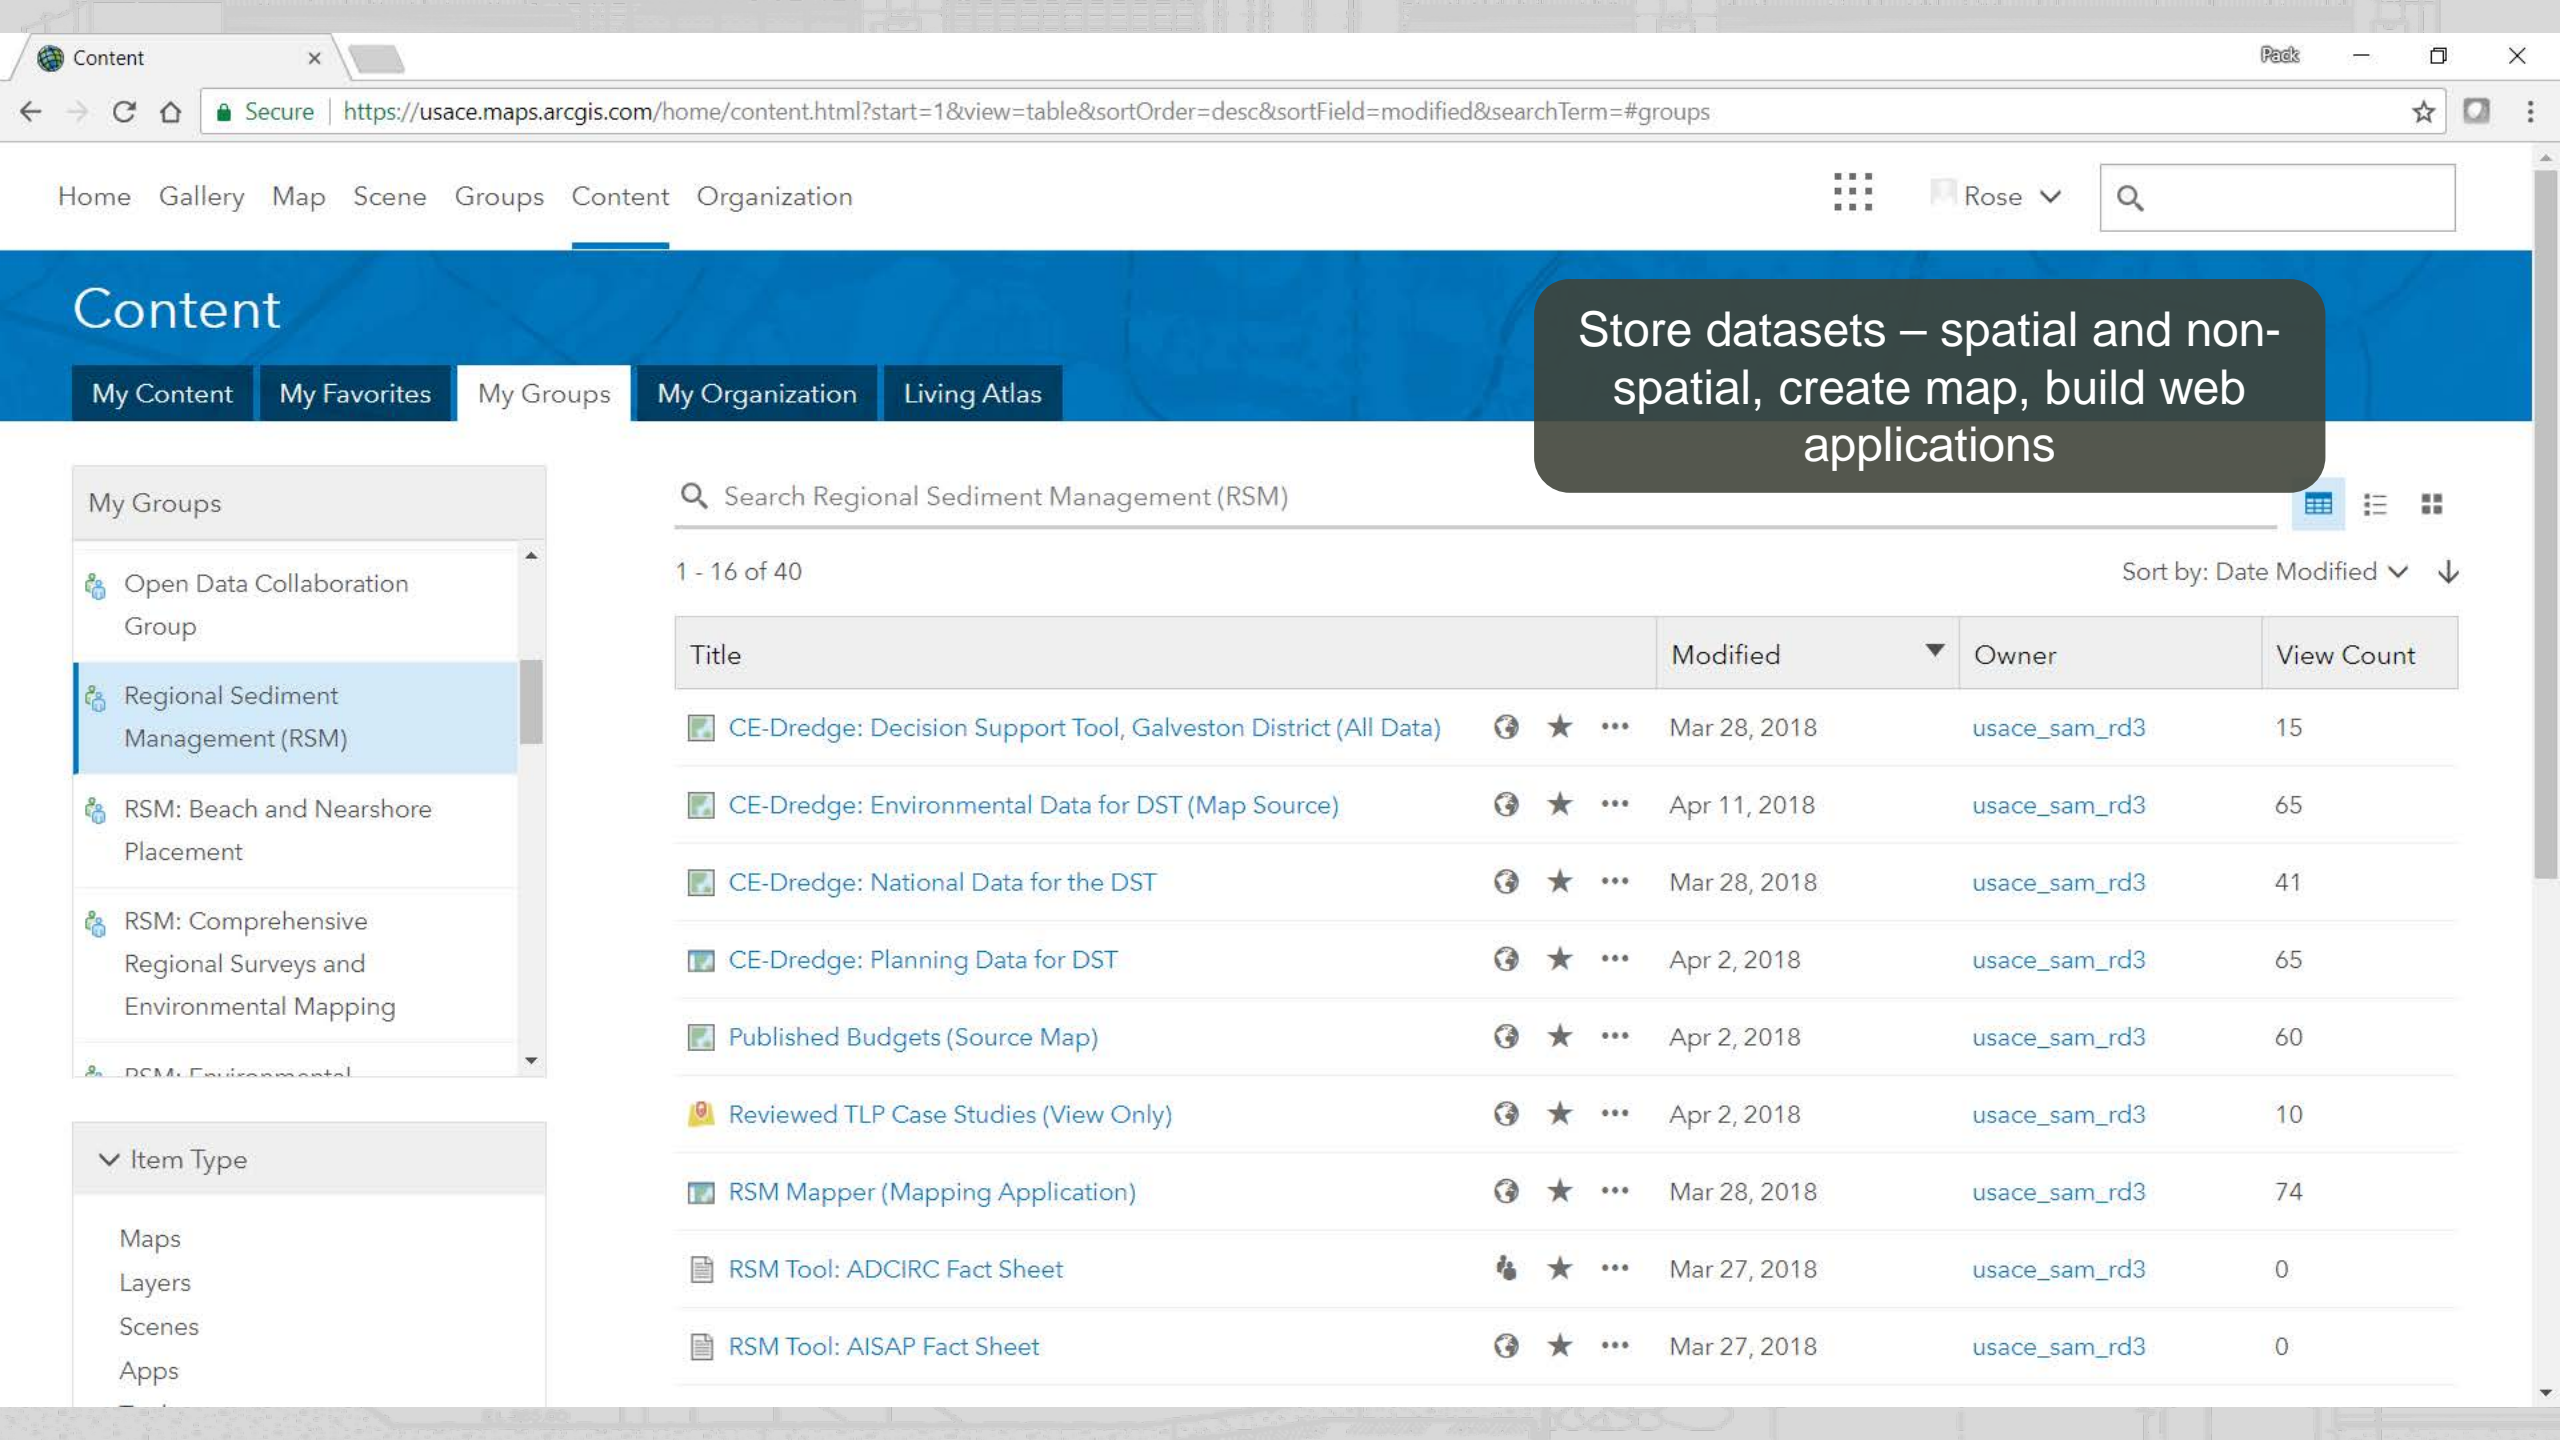 Content
Pack
Secure | https://usace.maps.arcgis.com/home/content.html?start=1&view=table&sortOrder=desc&sortField=modified&searchTerm=#groups
Home Gallery Map Scene Groups Content Organization
Rose
Content
Store datasets – spatial and non-
spatial, create map, build web
applications
My Content My Favorites My Groups My Organization Living Atlas
My Groups
Open Data Collaboration
Group
Regional Sediment
Management (RSM)
RSM: Beach and Nearshore
Placement
RSM: Comprehensive
Regional Surveys and
Environmental Mapping
RSM: Environmental
Item Type
Maps
Layers
Scenes
Apps
Search Regional Sediment Management (RSM)
1 - 16 of 40
Sort by: Date Modified
Title Modified Owner View Count
CE-Dredge: Decision Support Tool, Galveston District (All Data) Mar 28, 2018 usace_sam_rd3 15
CE-Dredge: Environmental Data for DST (Map Source) Apr 11, 2018 usace_sam_rd3 65
CE-Dredge: National Data for the DST Mar 28, 2018 usace_sam_rd3 41
CE-Dredge: Planning Data for DST Apr 2, 2018 usace_sam_rd3 65
Published Budgets (Source Map) Apr 2, 2018 usace_sam_rd3 60
Reviewed TLP Case Studies (View Only) Apr 2, 2018 usace_sam_rd3 10
RSM Mapper (Mapping Application) Mar 28, 2018 usace_sam_rd3 74
RSM Tool: ADCIRC Fact Sheet Mar 27, 2018 usace_sam_rd3 0
RSM Tool: AISAP Fact Sheet Mar 27, 2018 usace_sam_rd3 0